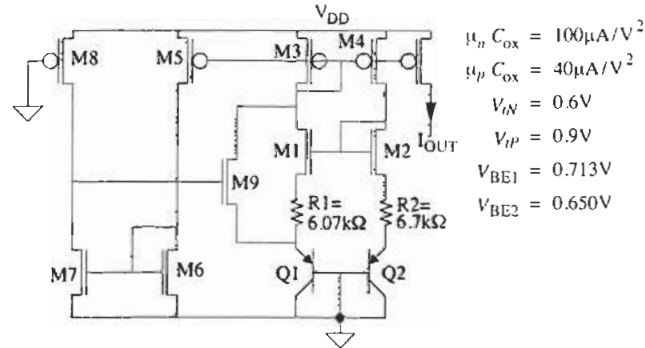 V_DD
M8
M5
M3
M4
μ_n C_ox = 100μA/V^2
μ_p C_ox = 40μA/V^2
V_tN = 0.6V
V_tP = 0.9V
V_BE1 = 0.713V
V_BE2 = 0.650V
I_OUT
M1
M2
M9
R1=
6.07kΩ
R2=
6.7kΩ
M7
M6
Q1
Q2